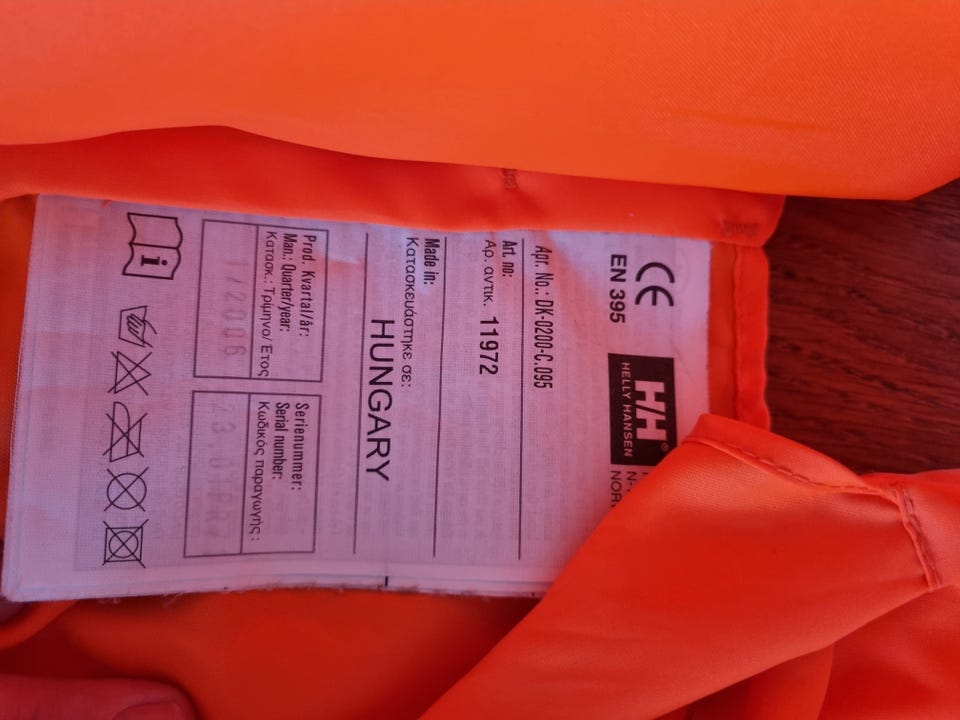 CE
EN 395
H/H®
HELLY HANSEN
Apr. No.: DK-0200-C.095
Art. no:
Αρ. αντικ. 11972
Made in:
Κατασκευάστηκε σε:
HUNGARY
Prod. Kvartal/år:
Man.: Quarter/year:
Κατασκ.: Τρίμηνο/ Έτος
/2006
Serienummer:
Serial number:
Κωδικός παραγωγής:
i